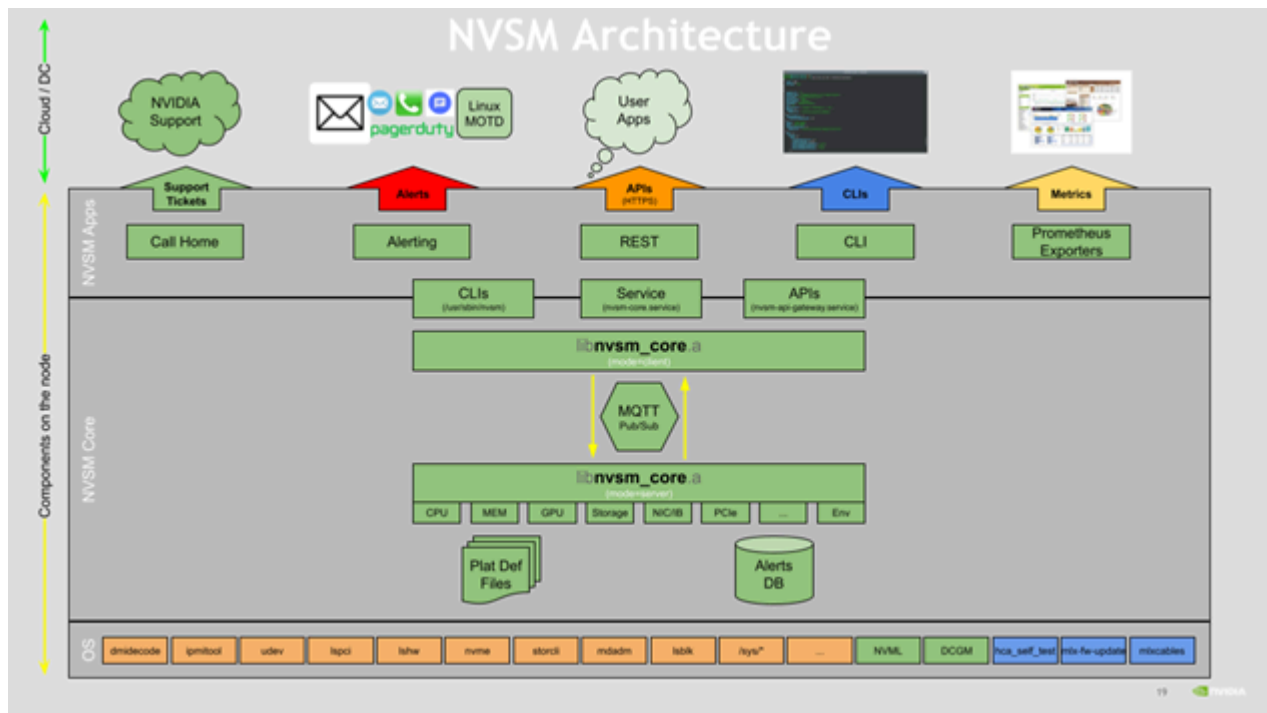 NVSM Architecture
Cloud / DC
NVIDIA
Support
pagerduty
Linux
MOTD
User
Apps
Support
Tickets
Alerts
APIs
(HTTPS)
CLIs
Metrics
NVSM Apps
Call Home
Alerting
REST
CLI
Prometheus
Exporters
CLIs
(/usr/sbin/nvsm)
Service
(nvsm-core.service)
APIs
(nvsm-api-gateway.service)
Components on the node
NVSM Core
libnvsm_core.a
(mode=client)
MQTT
Pub/Sub
libnvsm_core.a
(mode=server)
CPU
MEM
GPU
Storage
NIC/IB
PCIe
...
Env
Plat Def
Files
Alerts
DB
OS
dmidecode
ipmitool
udev
lspci
lshw
nvme
storcli
mdadm
lsblk
/sys/*
...
NVML
DCGM
hca_self_test
mlx-fw-update
mlxcables
19
NVIDIA